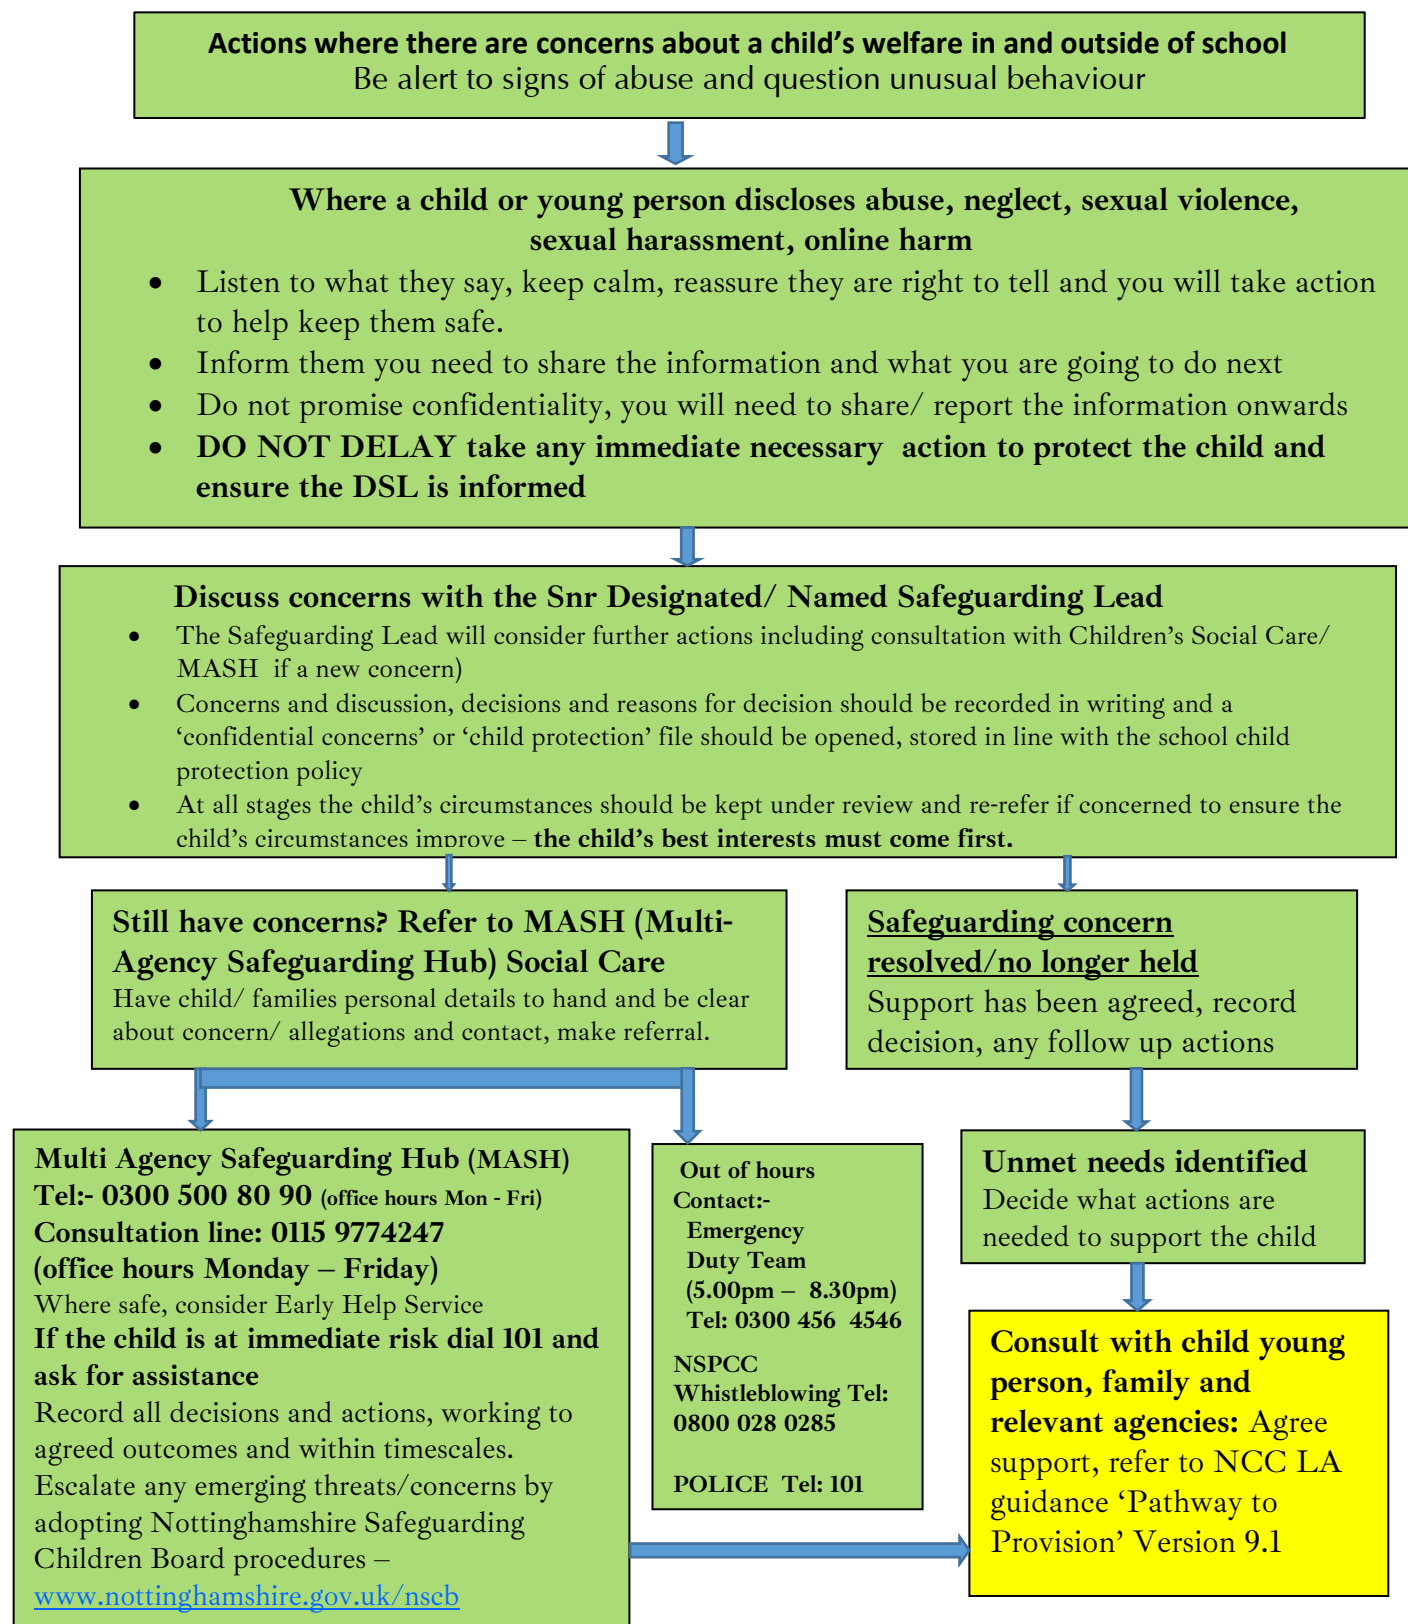 Actions where there are concerns about a child’s welfare in and outside of school
Be alert to signs of abuse and question unusual behaviour
Where a child or young person discloses abuse, neglect, sexual violence,
sexual harassment, online harm
• Listen to what they say, keep calm, reassure they are right to tell and you will take action
to help keep them safe.
• Inform them you need to share the information and what you are going to do next
• Do not promise confidentiality, you will need to share/ report the information onwards
• DO NOT DELAY take any immediate necessary  action to protect the child and
ensure the DSL is informed
Discuss concerns with the Snr Designated/ Named Safeguarding Lead
• The Safeguarding Lead will consider further actions including consultation with Children’s Social Care/
MASH  if a new concern)
• Concerns and discussion, decisions and reasons for decision should be recorded in writing and a
‘confidential concerns’ or ‘child protection’ file should be opened, stored in line with the school child
protection policy
• At all stages the child’s circumstances should be kept under review and re-refer if concerned to ensure the
child’s circumstances improve – the child’s best interests must come first.
Still have concerns? Refer to MASH (Multi-
Agency Safeguarding Hub) Social Care
Have child/ families personal details to hand and be clear
about concern/ allegations and contact, make referral.
Safeguarding concern
resolved/no longer held
Support has been agreed, record
decision, any follow up actions
Multi Agency Safeguarding Hub (MASH)
Tel:- 0300 500 80 90 (office hours Mon - Fri)
Consultation line: 0115 9774247
(office hours Monday – Friday)
Where safe, consider Early Help Service
If the child is at immediate risk dial 101 and
ask for assistance
Record all decisions and actions, working to
agreed outcomes and within timescales.
Escalate any emerging threats/concerns by
adopting Nottinghamshire Safeguarding
Children Board procedures –
www.nottinghamshire.gov.uk/nscb
Out of hours
Contact:-
Emergency
Duty Team
(5.00pm –  8.30pm)
Tel: 0300 456  4546
NSPCC
Whistleblowing Tel:
0800 028 0285
POLICE  Tel: 101
Unmet needs identified
Decide what actions are
needed to support the child
Consult with child young
person, family and
relevant agencies: Agree
support, refer to NCC LA
guidance ‘Pathway to
Provision’ Version 9.1